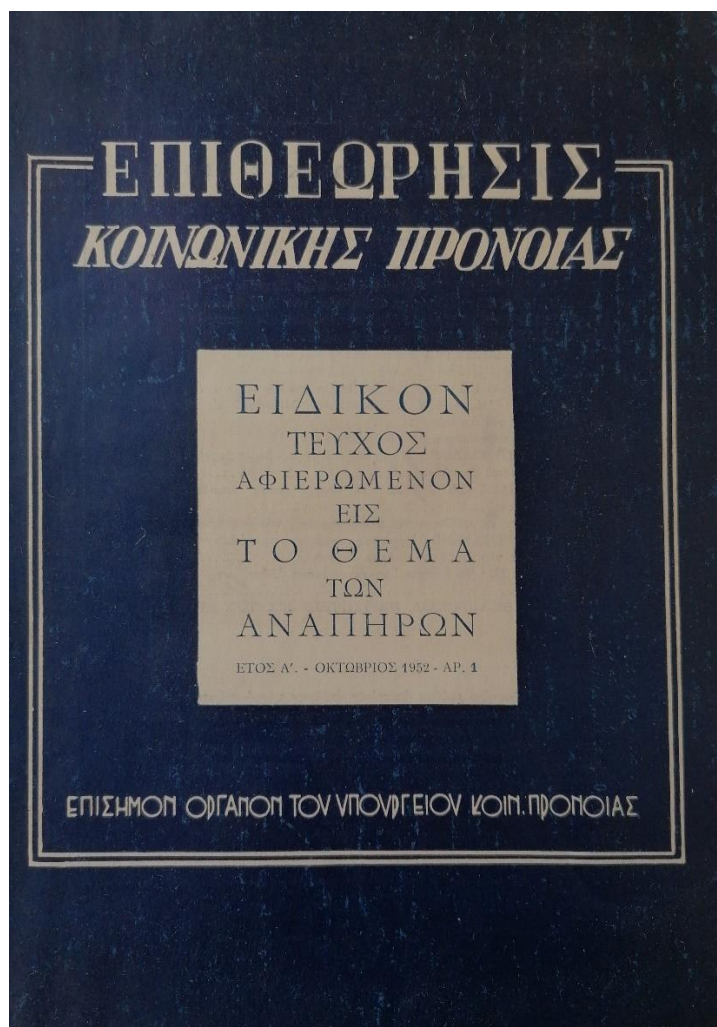 ΕΠΙΘΕΩΡΗΣΙΣ
ΚΟΙΝΩΝΙΚΗΣ ΠΡΟΝΟΙΑΣ
ΕΙΔΙΚΟΝ
ΤΕΥΧΟΣ
ΑΦΙΕΡΩΜΕΝΟΝ
ΕΙΣ
ΤΟ ΘΕΜΑ
ΤΩΝ
ΑΝΑΠΗΡΩΝ
ΕΤΟΣ Α'. - ΟΚΤΩΒΡΙΟΣ 1952 - ΑΡ. 1
ΕΠΙΣΗΜΟΝ ΟΡΓΑΝΟΝ ΤΟΥ ΥΠΟΥΡΓΕΙΟΥ ΚΟΙΝ. ΠΡΟΝΟΙΑΣ